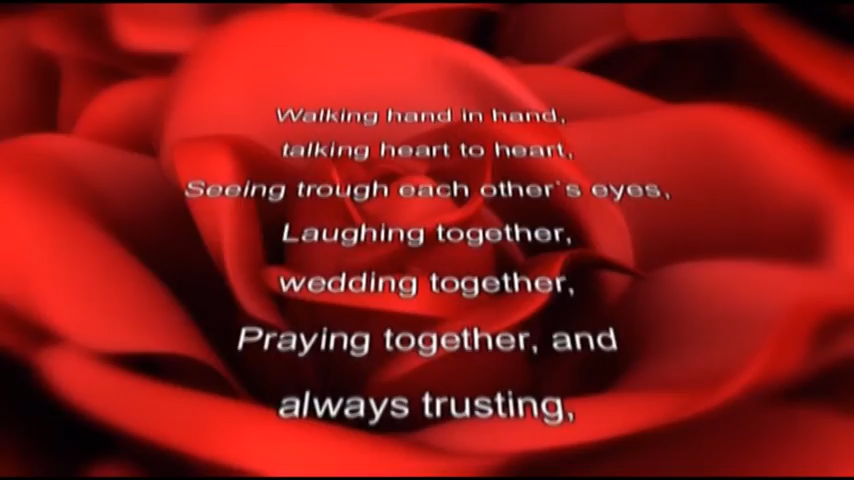 Walking hand in hand,
talking heart to heart,
Seeing trough each other`s eyes,
Laughing together,
wedding together,
Praying together, and
always trusting,